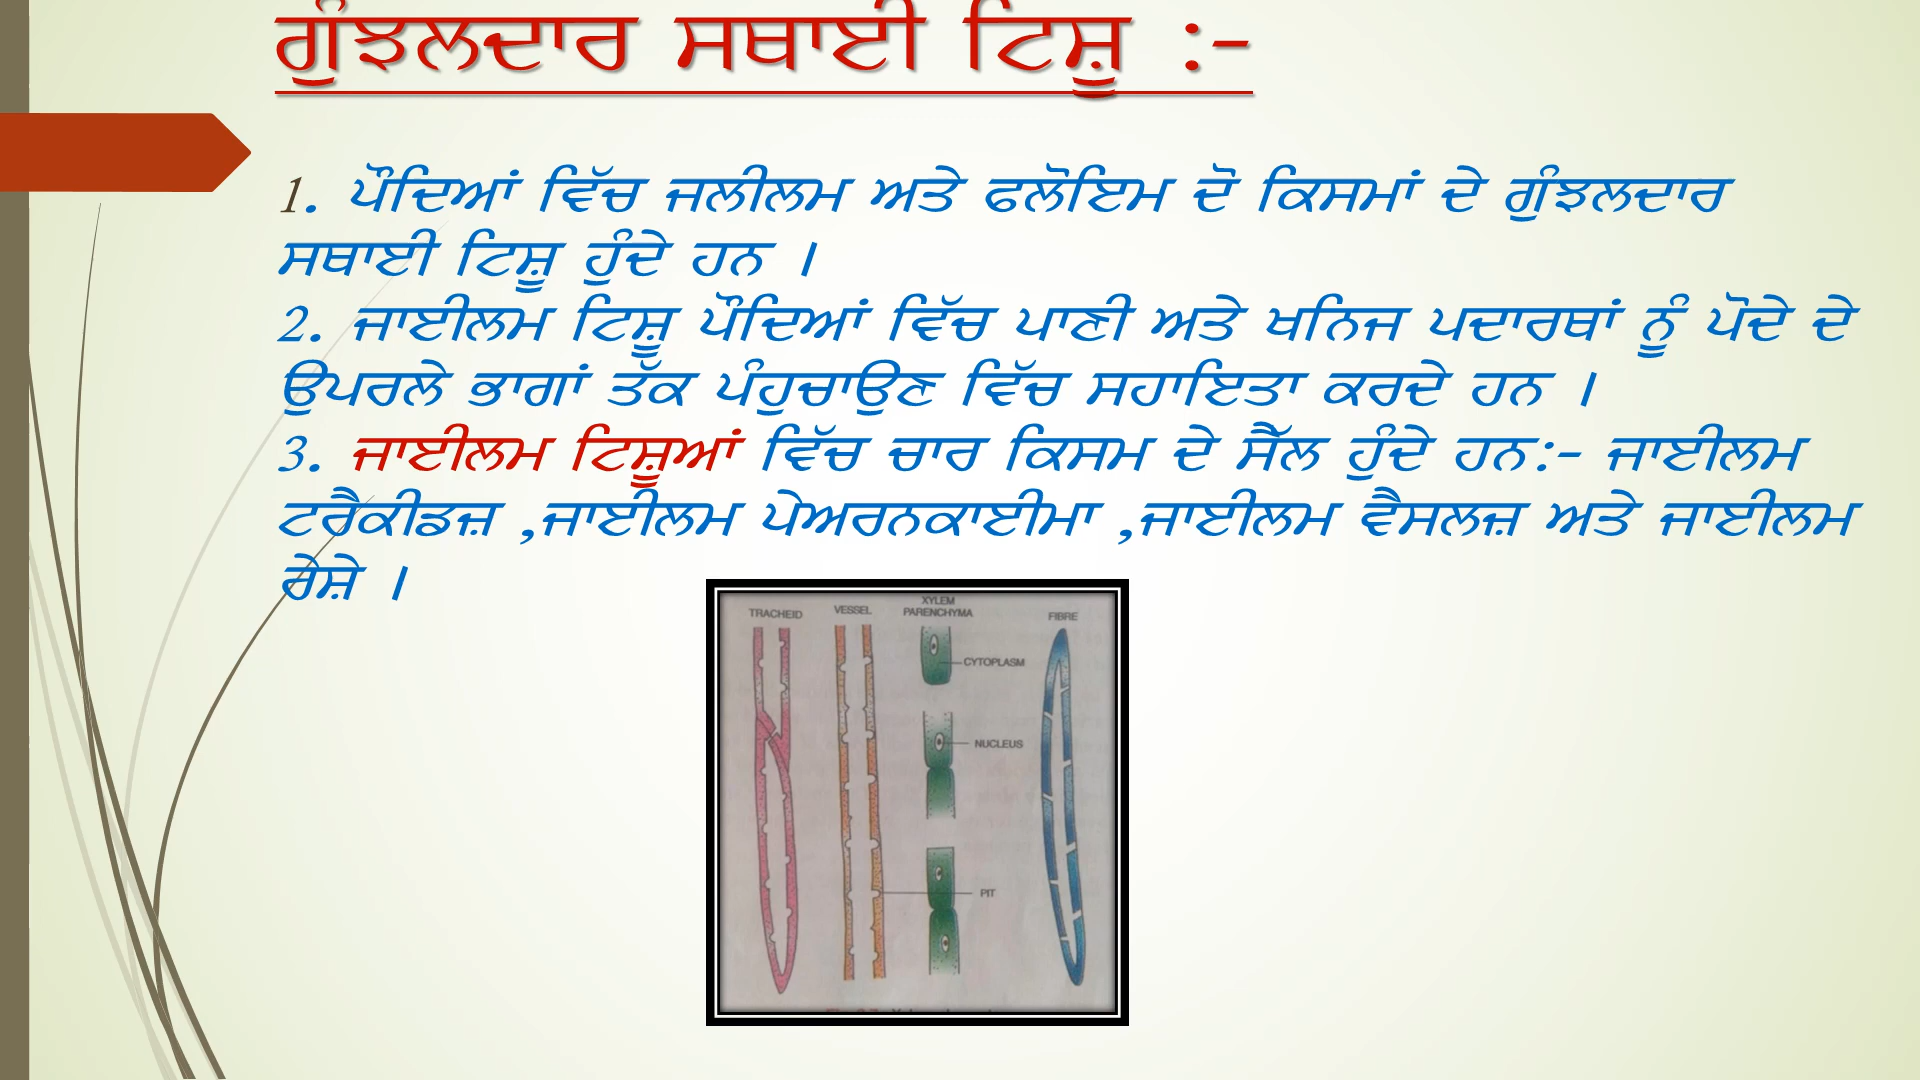 ਗੁੰਝਲਦਾਰ ਸਥਾਈ ਟਿਸ਼ੁ :-
1. ਪੌਦਿਆਂ ਵਿੱਚ ਜਲੀਲਮ ਅਤੇ ਫਲੋਇਮ ਦੋ ਕਿਸਮਾਂ ਦੇ ਗੁੰਝਲਦਾਰ
ਸਥਾਈ ਟਿਸ਼ੂ ਹੁੰਦੇ ਹਨ ।
2. ਜਾਈਲਮ ਟਿਸ਼ੂ ਪੌਦਿਆਂ ਵਿੱਚ ਪਾਣੀ ਅਤੇ ਖਨਿਜ ਪਦਾਰਥਾਂ ਨੂੰ ਪੋਦੇ ਦੇ
ਉਪਰਲੇ ਭਾਗਾਂ ਤੱਕ ਪੰਹੁਚਾਉਣ ਵਿੱਚ ਸਹਾਇਤਾ ਕਰਦੇ ਹਨ ।
3. ਜਾਈਲਮ ਟਿਸ਼ੂਆਂ ਵਿੱਚ ਚਾਰ ਕਿਸਮ ਦੇ ਸੈੱਲ ਹੁੰਦੇ ਹਨ:- ਜਾਈਲਮ
ਟਰੈਕੀਡਜ਼ ,ਜਾਈਲਮ ਪੇਅਰਨਕਾਈਮਾ ,ਜਾਈਲਮ ਵੈਸਲਜ਼ ਅਤੇ ਜਾਈਲਮ
ਰੇਸ਼ੇ ।
TRACHEID
VESSEL
XYLEM
PARENCHYMA
FIBRE
CYTOPLASM
NUCLEUS
PIT